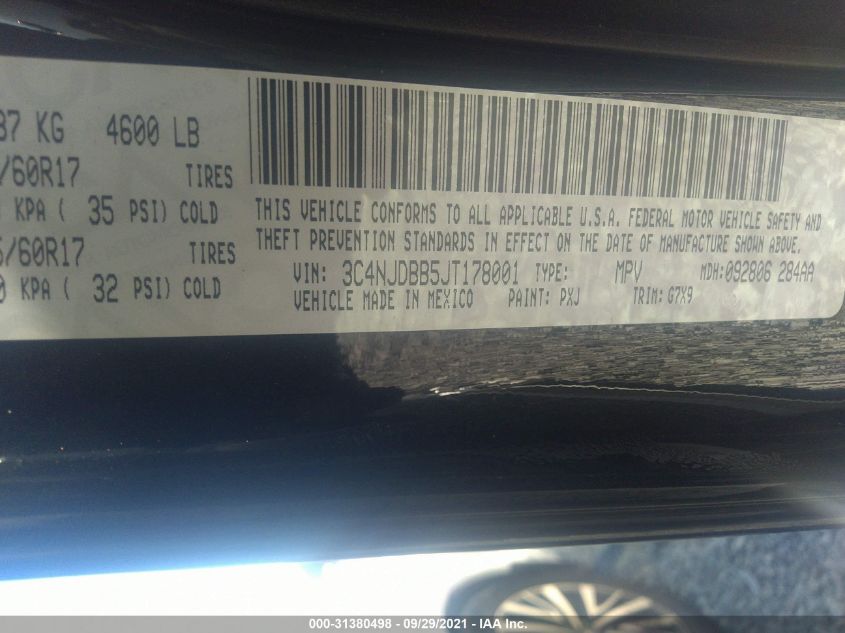 87 KG 4600 LB
/60R17 TIRES
KPA ( 35 PSI) COLD
/60R17 TIRES
0 KPA ( 32 PSI) COLD
THIS VEHICLE CONFORMS TO ALL APPLICABLE U.S.A. FEDERAL MOTOR VEHICLE SAFETY AND
THEFT PREVENTION STANDARDS IN EFFECT ON THE DATE OF MANUFACTURE SHOWN ABOVE.
VIN: 3C4NJDBB5JT178001 TYPE: MPV MDH: 092806 284AA
VEHICLE MADE IN MEXICO PAINT: PXJ TRIM: G7X9
000-31380498 - 09/29/2021 - IAA Inc.